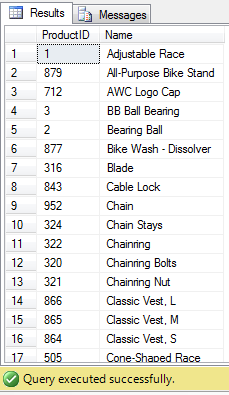 Results Messages
ProductID Name
1 1 Adjustable Race
2 879 All-Purpose Bike Stand
3 712 AWC Logo Cap
4 3 BB Ball Bearing
5 2 Bearing Ball
6 877 Bike Wash - Dissolver
7 316 Blade
8 843 Cable Lock
9 952 Chain
10 324 Chain Stays
11 322 Chainring
12 320 Chainring Bolts
13 321 Chainring Nut
14 866 Classic Vest, L
15 865 Classic Vest, M
16 864 Classic Vest, S
17 505 Cone-Shaped Race
Query executed successfully.